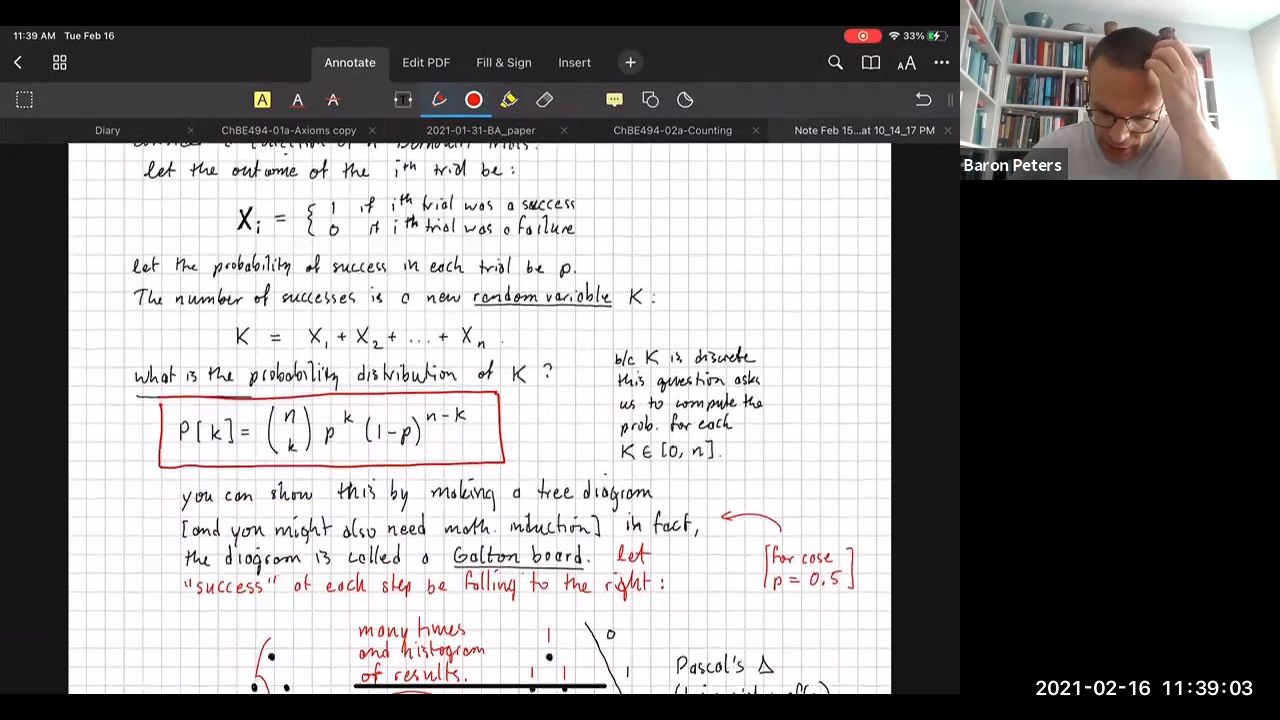 11:39 AM Tue Feb 16
33%
Annotate
Edit PDF
Fill & Sign
Insert
Diary
ChBE494-01a-Axioms copy
2021-01-31-BA_paper
ChBE494-02a-Counting
Note Feb 15...at 10_14_17 PM
Baron Peters
let the outcome of the ith trial be:
Xi = { 1 if ith trial was a success
0 if ith trial was a failure
let the probability of success in each trial be p.
The number of successes is a new random variable K:
K = X1 + X2 + ... + Xn
what is the probability distribution of K?
P[k] = (n k) p^k (1-p)^n-k
b/c K is discrete
this question asks
us to compute the
prob. for each
K ∈ [0, n].
you can show this by making a tree diagram
[and you might also need math. induction] in fact,
the diagram is called a Galton board. let
"success" at each step be falling to the right:
[for case
p = 0.5]
many times
and histogram
of results.
1
1 1
0
1
Pascal's Δ
2021-02-16 11:39:03